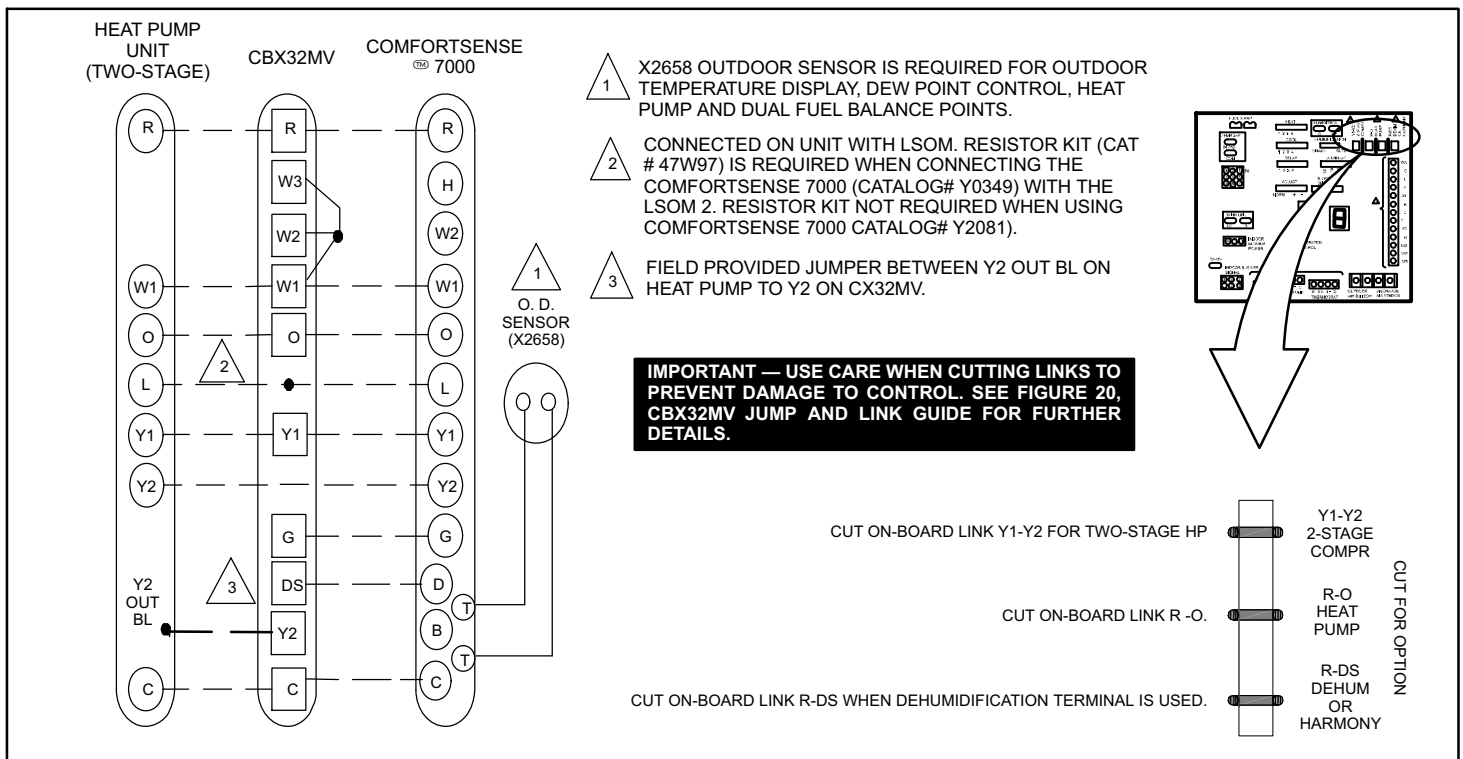 HEAT PUMP
UNIT
(TWO-STAGE)
CBX32MV
COMFORTSENSE
™ 7000
R
R
R
W3
H
W2
W2
W1
W1
W1
O
O
O
2
L
L
Y1
Y1
Y1
Y2
Y2
G
G
3
DS
D
T
Y2
OUT
BL
Y2
B
T
C
C
C
1
O. D.
SENSOR
(X2658)
1
X2658 OUTDOOR SENSOR IS REQUIRED FOR OUTDOOR
TEMPERATURE DISPLAY, DEW POINT CONTROL, HEAT
PUMP AND DUAL FUEL BALANCE POINTS.
2
CONNECTED ON UNIT WITH LSOM. RESISTOR KIT (CAT
# 47W97) IS REQUIRED WHEN CONNECTING THE
COMFORTSENSE 7000 (CATALOG# Y0349) WITH THE
LSOM 2. RESISTOR KIT NOT REQUIRED WHEN USING
COMFORTSENSE 7000 CATALOG# Y2081).
3
FIELD PROVIDED JUMPER BETWEEN Y2 OUT BL ON
HEAT PUMP TO Y2 ON CX32MV.
IMPORTANT — USE CARE WHEN CUTTING LINKS TO
PREVENT DAMAGE TO CONTROL. SEE FIGURE 20,
CBX32MV JUMP AND LINK GUIDE FOR FURTHER
DETAILS.
CUT ON-BOARD LINK Y1-Y2 FOR TWO-STAGE HP
Y1-Y2
2-STAGE
COMPR
CUT ON-BOARD LINK R -O.
R-O
HEAT
PUMP
CUT ON-BOARD LINK R-DS WHEN DEHUMIDIFICATION TERMINAL IS USED.
R-DS
DEHUM
OR
HARMONY
CUT FOR OPTION